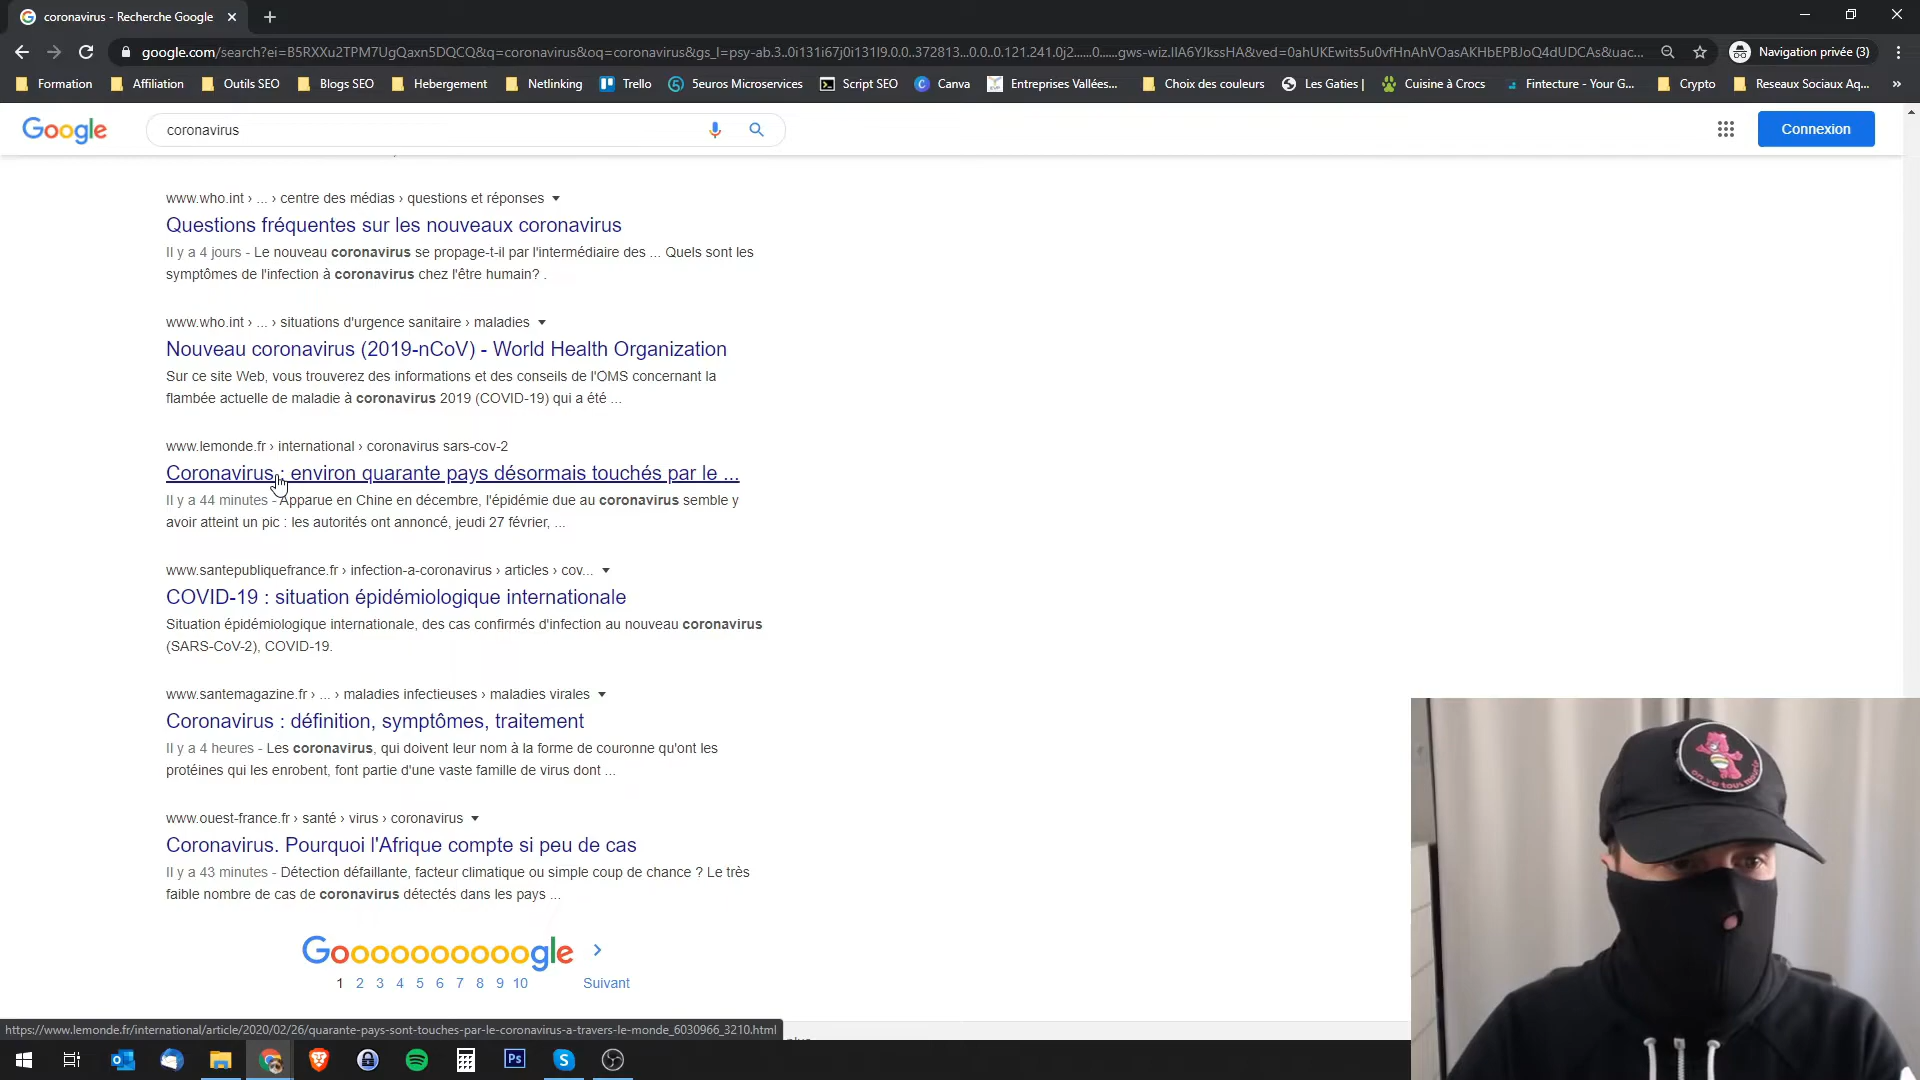 coronavirus - Recherche Google
google.com/search?ei=B5RXXu2TPM7UgQaxn5DQCQ&q=coronavirus&oq=coronavirus&gs_l=psy-ab.3..0i131i67j0i131l9.0.0..372813...0.0..0.121.241.0j2......0......gws-wiz.IIA6YJkssHA&ved=0ahUKEwits5u0vfHnAhVOasAKHbEPBJoQ4dUDCAs&uac...
Navigation privée (3)
Formation Affiliation Outils SEO Blogs SEO Hebergement Netlinking Trello 5euros Microservices Script SEO Canva Entreprises Vallées... Choix des couleurs Les Gaties | Cuisine à Crocs Fintecture - Your G... Crypto Reseaux Sociaux Aq... »
Google coronavirus Connexion
www.who.int › ... › centre des médias › questions et réponses
Questions fréquentes sur les nouveaux coronavirus
Il y a 4 jours - Le nouveau coronavirus se propage-t-il par l'intermédiaire des ... Quels sont les
symptômes de l'infection à coronavirus chez l'être humain? .
www.who.int › ... › situations d'urgence sanitaire › maladies
Nouveau coronavirus (2019-nCoV) - World Health Organization
Sur ce site Web, vous trouverez des informations et des conseils de l'OMS concernant la
flambée actuelle de maladie à coronavirus 2019 (COVID-19) qui a été ...
www.lemonde.fr › international › coronavirus sars-cov-2
Coronavirus : environ quarante pays désormais touchés par le ...
Il y a 44 minutes - Apparue en Chine en décembre, l'épidémie due au coronavirus semble y
avoir atteint un pic : les autorités ont annoncé, jeudi 27 février, ...
www.santepubliquefrance.fr › infection-a-coronavirus › articles › cov...
COVID-19 : situation épidémiologique internationale
Situation épidémiologique internationale, des cas confirmés d'infection au nouveau coronavirus
(SARS-CoV-2), COVID-19.
www.santemagazine.fr › ... › maladies infectieuses › maladies virales
Coronavirus : définition, symptômes, traitement
Il y a 4 heures - Les coronavirus, qui doivent leur nom à la forme de couronne qu'ont les
protéines qui les enrobent, font partie d'une vaste famille de virus dont ...
www.ouest-france.fr › santé › virus › coronavirus
Coronavirus. Pourquoi l'Afrique compte si peu de cas
Il y a 43 minutes - Détection défaillante, facteur climatique ou simple coup de chance ? Le très
faible nombre de cas de coronavirus détectés dans les pays ...
Goooooooooogle
1 2 3 4 5 6 7 8 9 10 Suivant
https://www.lemonde.fr/international/article/2020/02/26/quarante-pays-sont-touches-par-le-coronavirus-a-travers-le-monde_6030966_3210.html
Ps
on va tous mourir